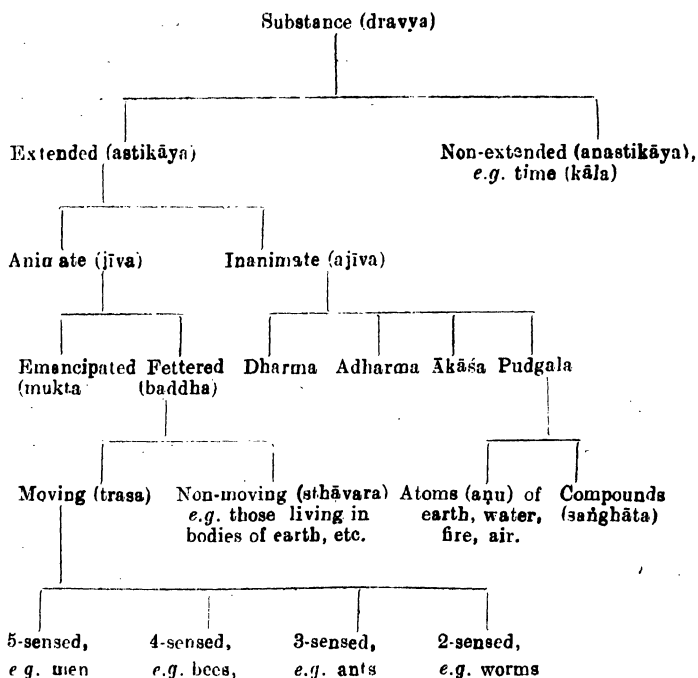 Substance (dravya)
Extended (astikāya)
Non-extended (anastikāya),
e.g. time (kāla)
Animate (jīva)
Inanimate (ajīva)
Emancipated
(mukta
Fettered
(baddha)
Dharma
Adharma
Ākāśa
Pudgala
Moving (trasa)
Non-moving (sthāvara)
e.g. those living in
bodies of earth, etc.
Atoms (aṇu) of
earth, water,
fire, air.
Compounds
(saṅghāta)
5-sensed,
e g. men
4-sensed,
e.g. bees,
3-sensed,
e.g. ants
2-sensed,
e.g. worms